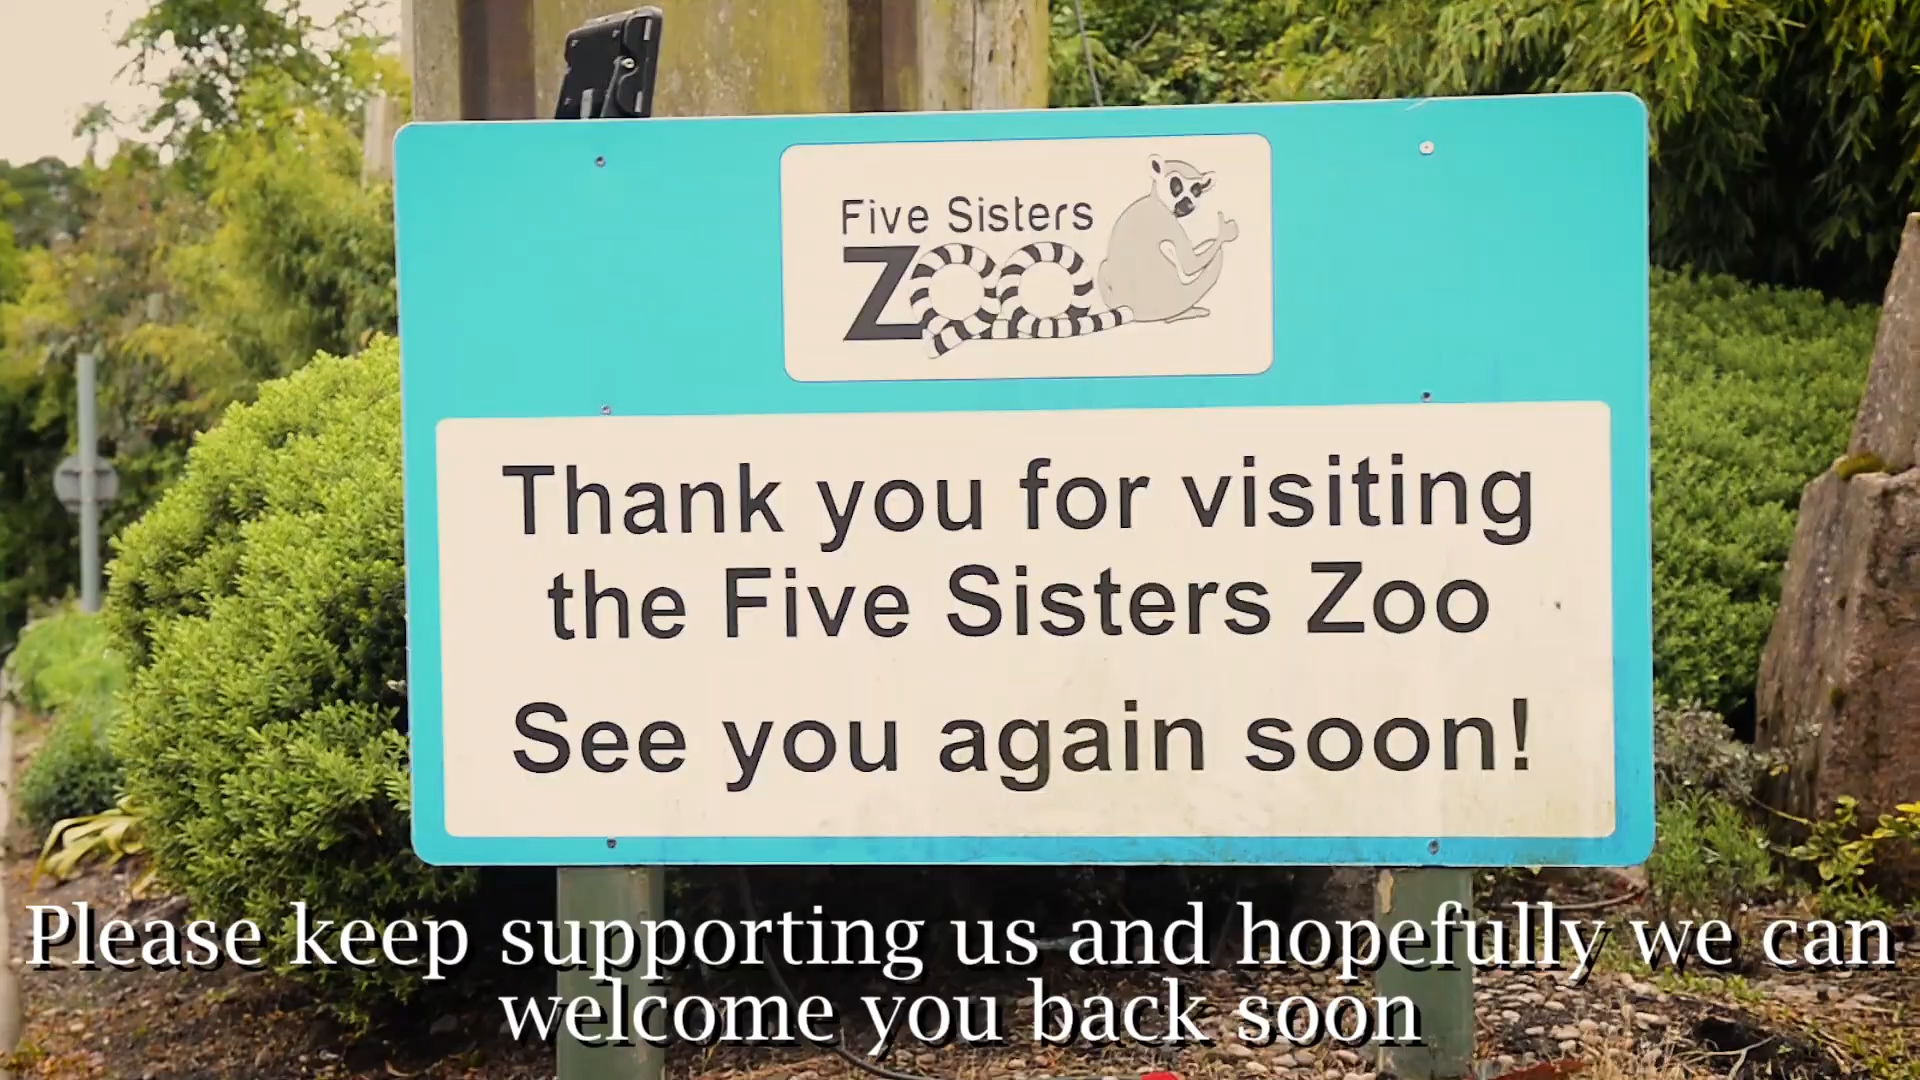 Five Sisters
Zoo
Thank you for visiting
the Five Sisters Zoo
See you again soon!
Please keep supporting us and hopefully we can
welcome you back soon